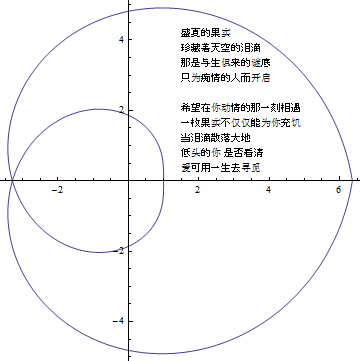 盛夏的果实
珍藏着天空的泪滴
那是与生俱来的谜底
只为痴情的人而开启
希望在你动情的那一刻相遇
一枚果实不仅仅能为你充饥
当泪滴散落大地
低头的你是否看清
爱可用一生去寻觅
4
2
-2
2
4
6
-2
-4